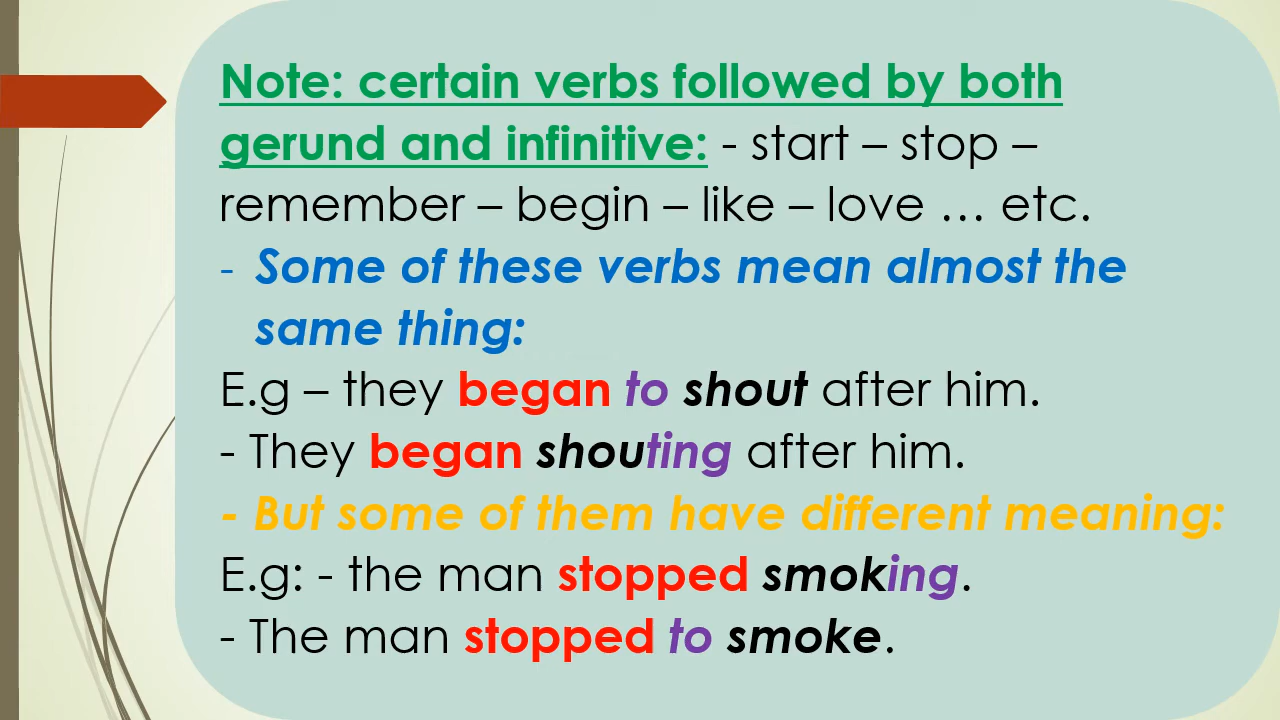 Note: certain verbs followed by both
gerund and infinitive: - start – stop –
remember – begin – like – love … etc.
- Some of these verbs mean almost the
same thing:
E.g – they began to shout after him.
- They began shouting after him.
- But some of them have different meaning:
E.g: - the man stopped smoking.
- The man stopped to smoke.